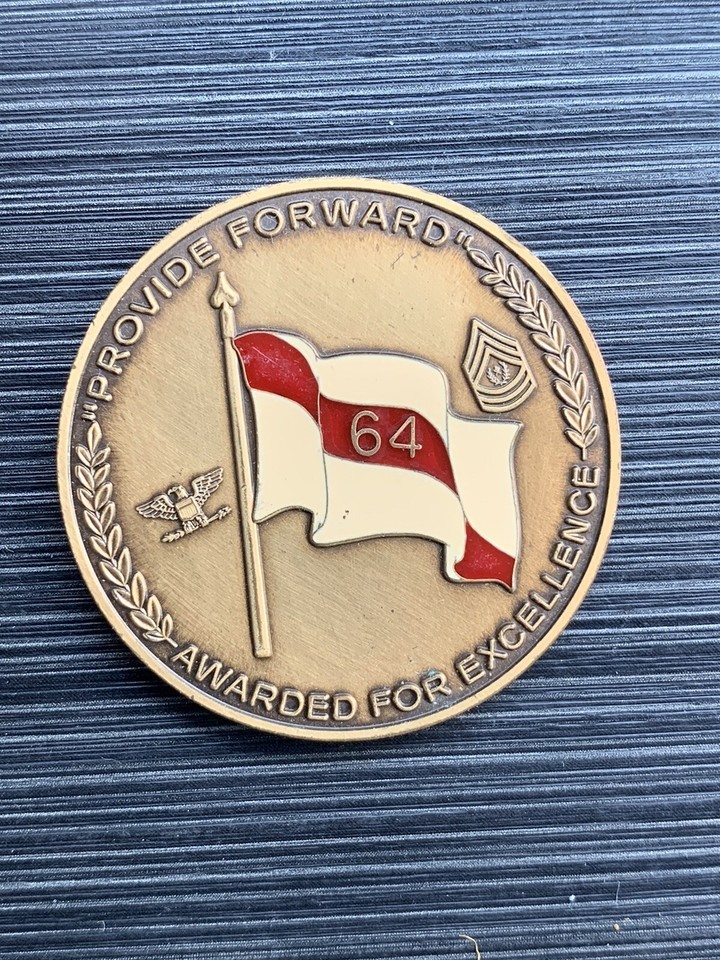 "PROVIDE FORWARD"
64
AWARDED FOR EXCELLENCE